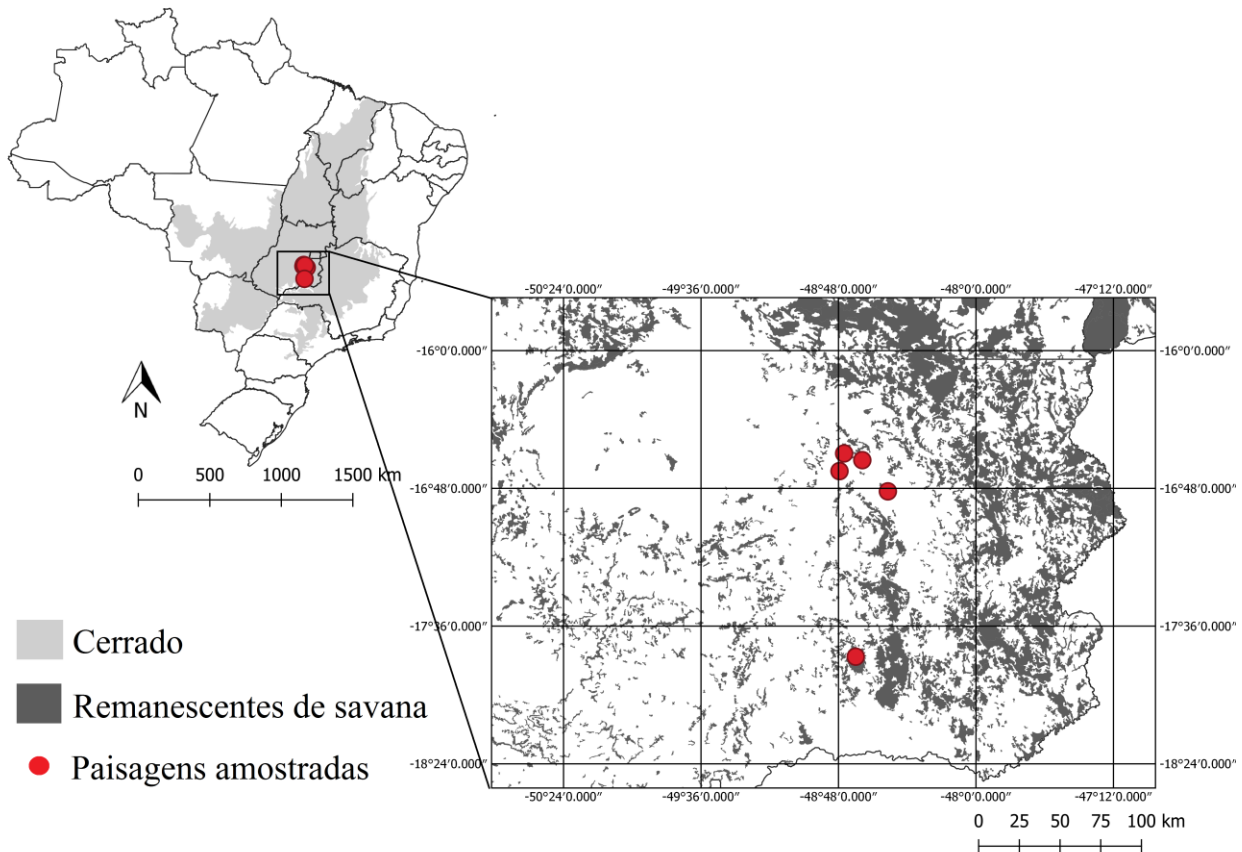 -50°24′0.000″ -49°36′0.000″ -48°48′0.000″ -48°0′0.000″ -47°12′0.000″
-16°0′0.000″ -16°0′0.000″
N
0 500 1000 1500 km
-16°48′0.000″ -16°48′0.000″
-17°36′0.000″ -17°36′0.000″
Cerrado
Remanescentes de savana
Paisagens amostradas
-18°24′0.000″ -18°24′0.000″
-50°24′0.000″ -49°36′0.000″ -48°48′0.000″ -48°0′0.000″ -47°12′0.000″
0 25 50 75 100 km